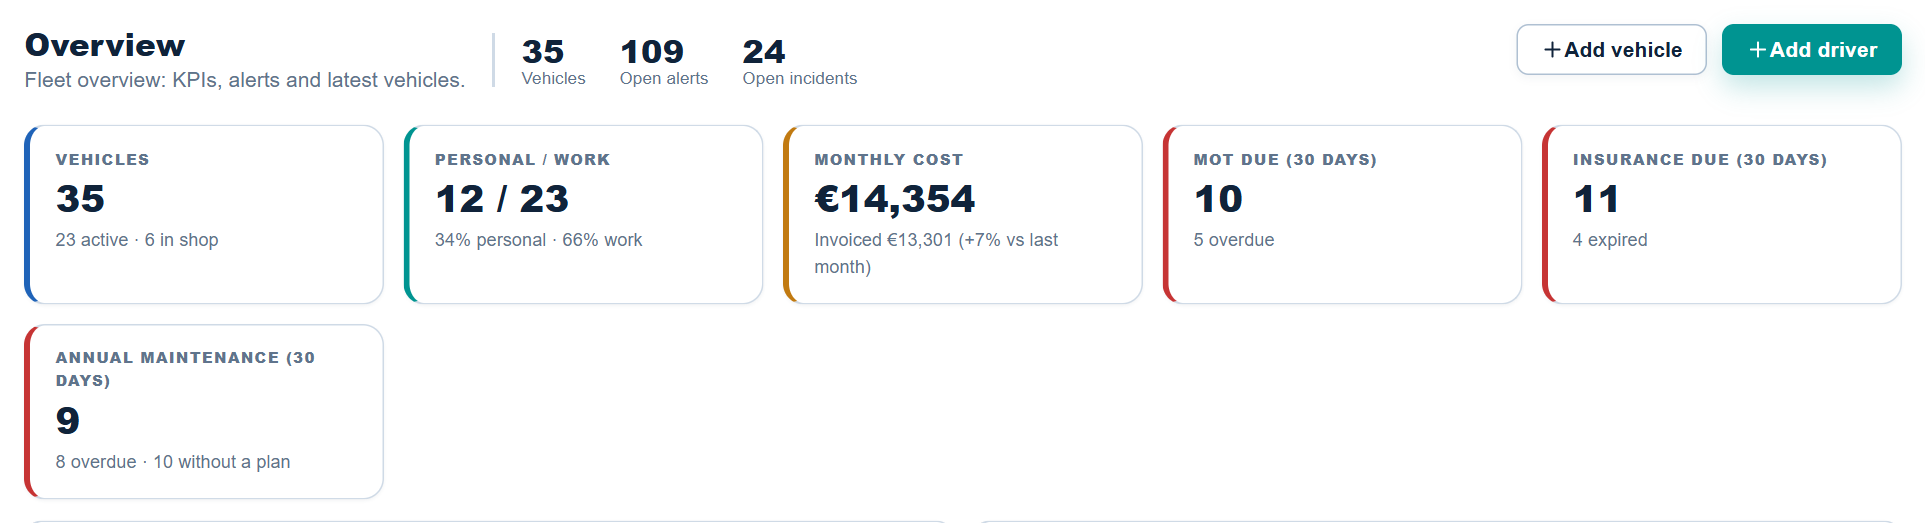 Overview
Fleet overview: KPIs, alerts and latest vehicles.
35
Vehicles
109
Open alerts
24
Open incidents
+Add vehicle
+Add driver
VEHICLES
35
23 active · 6 in shop
PERSONAL / WORK
12 / 23
34% personal · 66% work
MONTHLY COST
€14,354
Invoiced €13,301 (+7% vs last
month)
MOT DUE (30 DAYS)
10
5 overdue
INSURANCE DUE (30 DAYS)
11
4 expired
ANNUAL MAINTENANCE (30
DAYS)
9
8 overdue · 10 without a plan